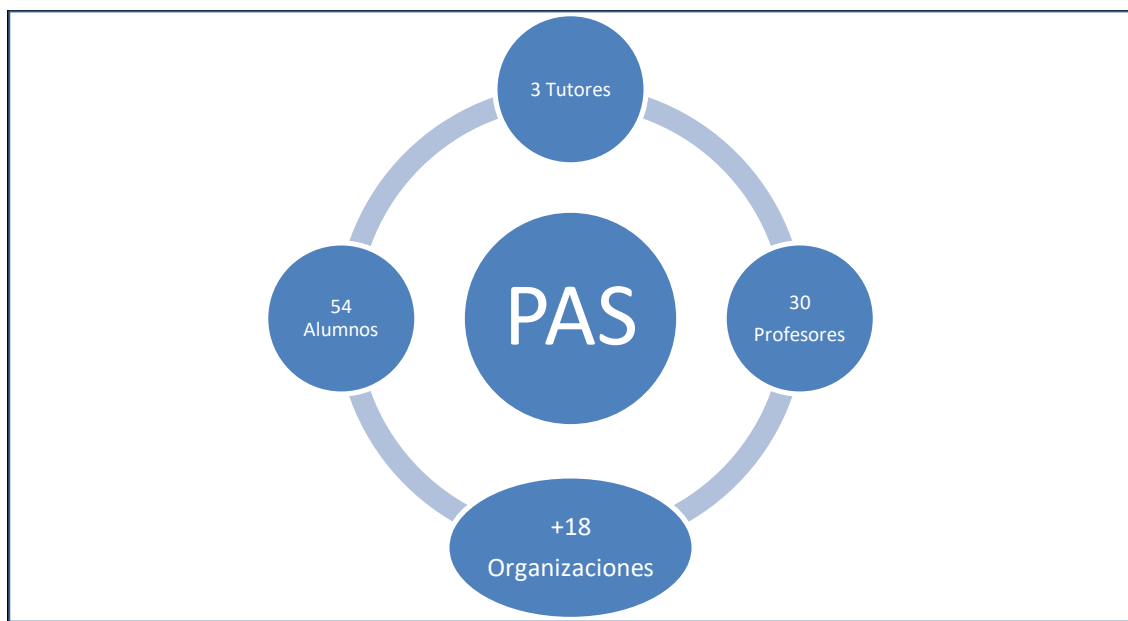 3 Tutores
54
Alumnos
PAS
30
Profesores
+18
Organizaciones